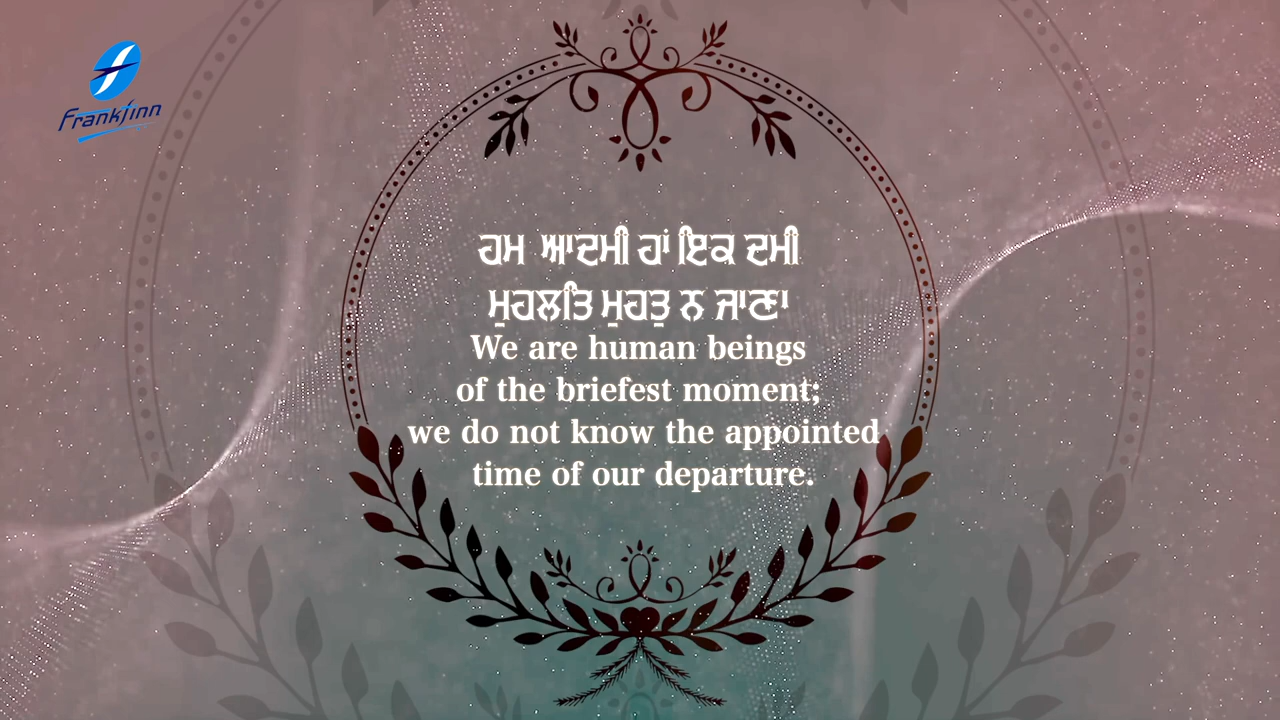 Frankfinn
ਹਮ ਆਦਮੀ ਹਾਂ ਇਕ ਦਮੀ
ਮੁਹਲਤਿ ਮੁਹਤੁ ਨ ਜਾਣਾ
We are human beings
of the briefest moment;
we do not know the appointed
time of our departure.